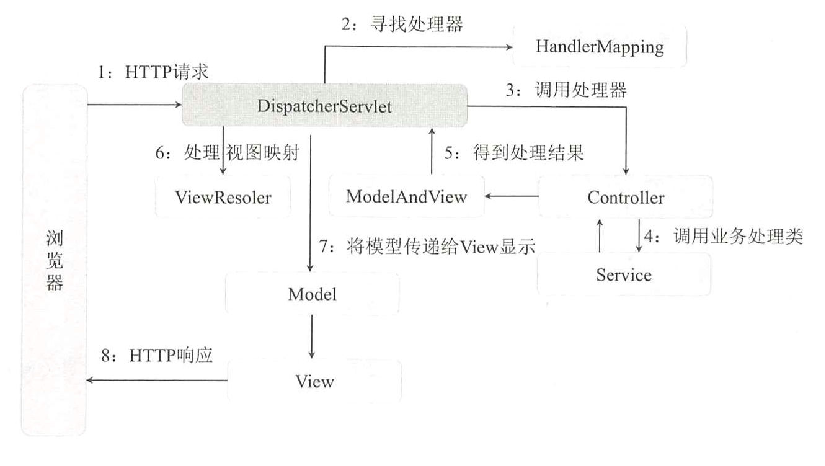 2：寻找处理器
HandlerMapping
1：HTTP请求
3：调用处理器
DispatcherServlet
6：处理 视图映射
5：得到处理结果
ViewResoler
ModelAndView
Controller
浏览器
4：调用业务处理类
7：将模型传递给View显示
Service
Model
8：HTTP响应
View